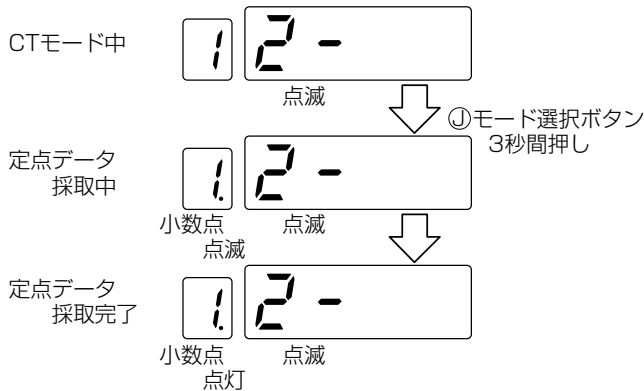 CTモード中
1 2-
点滅
Ⓙモード選択ボタン
3秒間押し
定点データ
採取中
1. 2-
小数点
点滅
点滅
定点データ
採取完了
1. 2-
小数点
点灯
点滅